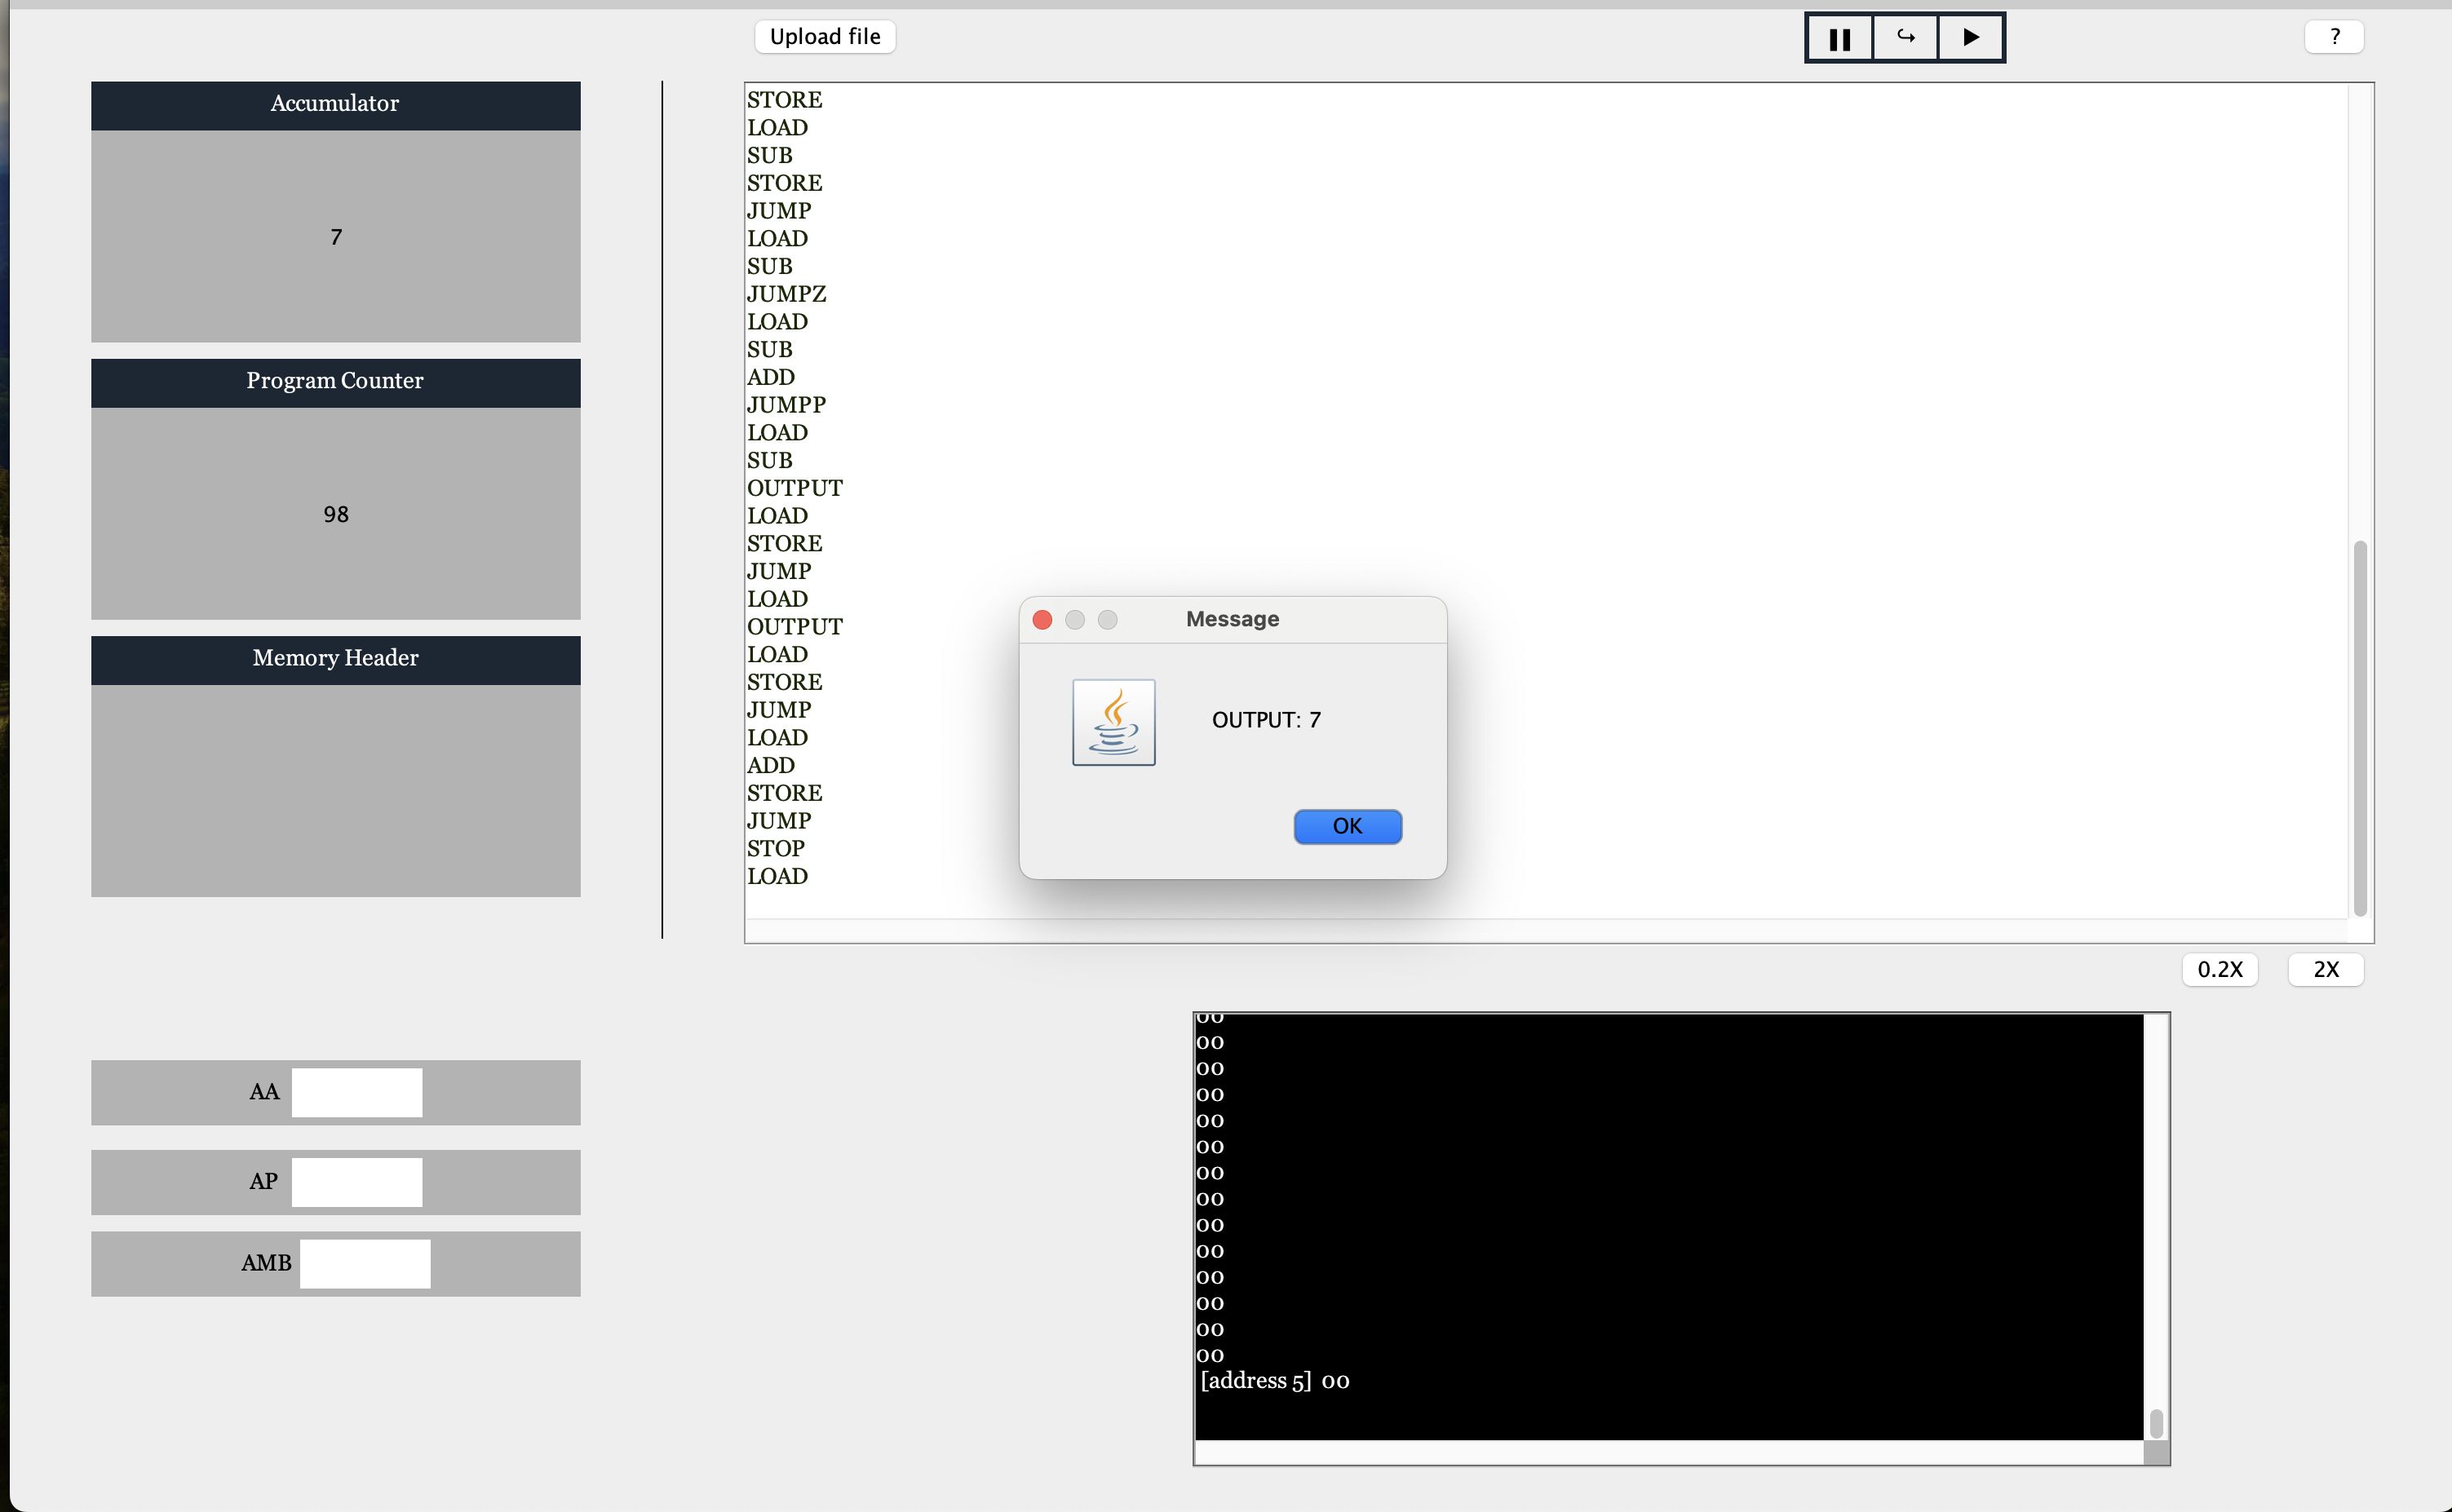 Upload file
?
Accumulator
7
Program Counter
98
Memory Header
STORE
LOAD
SUB
STORE
JUMP
LOAD
SUB
JUMPZ
LOAD
SUB
ADD
JUMPP
LOAD
SUB
OUTPUT
LOAD
STORE
JUMP
LOAD
OUTPUT
LOAD
STORE
JUMP
LOAD
ADD
STORE
JUMP
STOP
LOAD
Message
OUTPUT: 7
OK
0.2X 2X
AA
AP
AMB
00
00
00
00
00
00
00
00
00
00
00
00
00
00
[address 5] 00